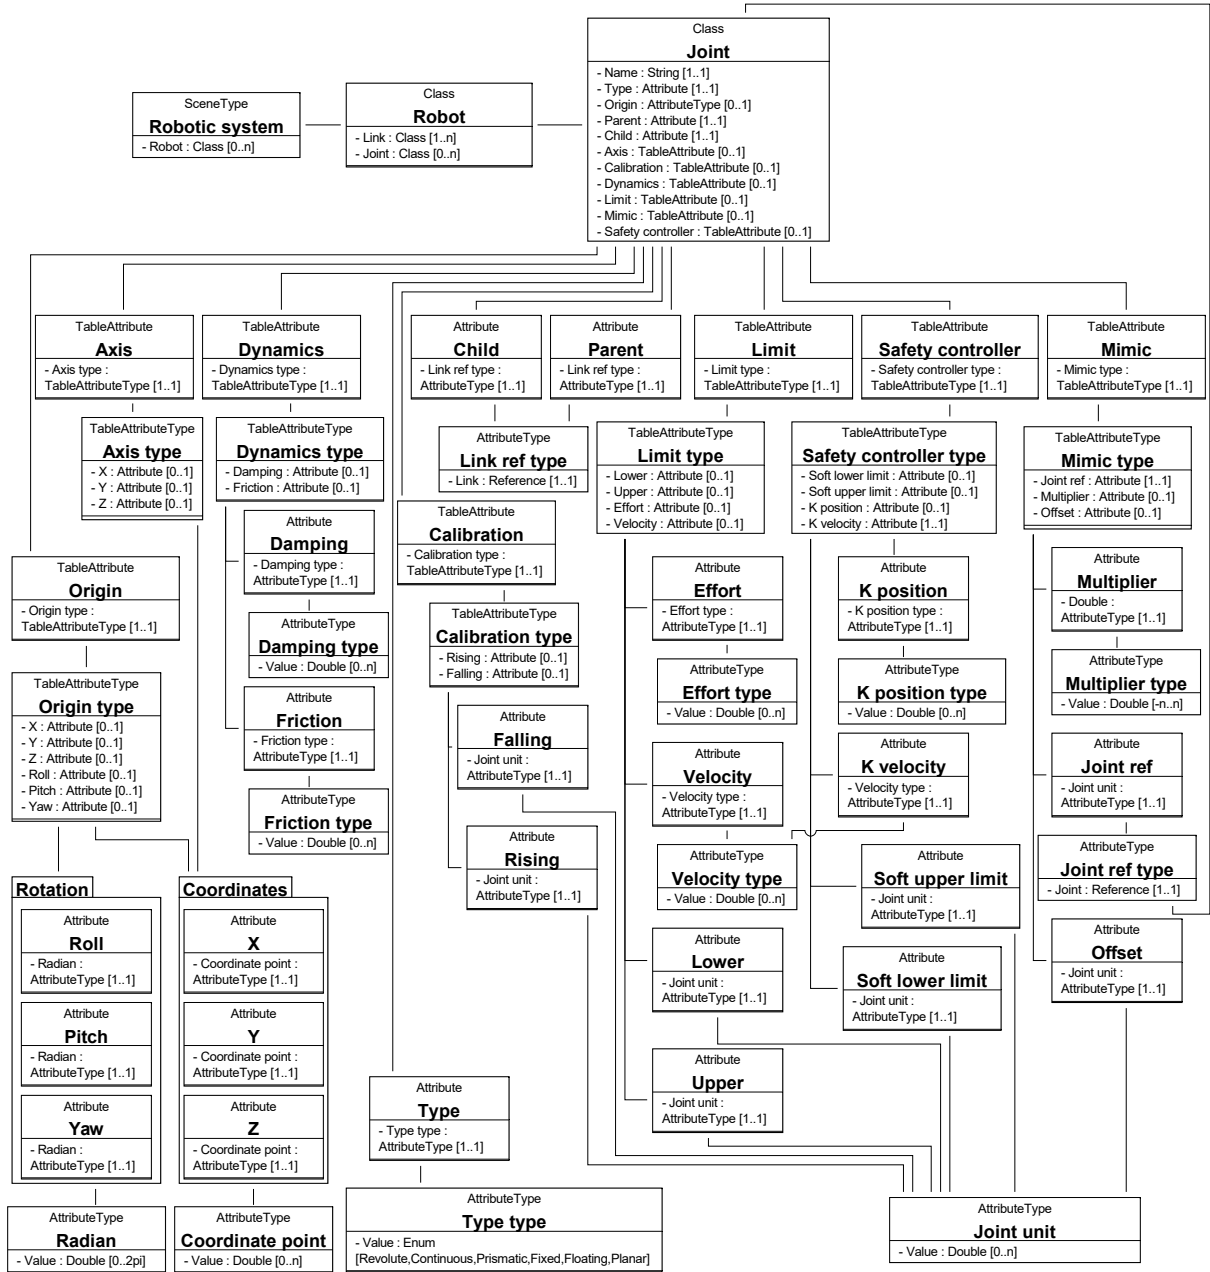 Class
Joint
- Name : String [1..1]
- Type : Attribute [1..1]
- Origin : AttributeType [0..1]
- Parent : Attribute [1..1]
- Child : Attribute [1..1]
- Axis : TableAttribute [0..1]
- Calibration : TableAttribute [0..1]
- Dynamics : TableAttribute [0..1]
- Limit : TableAttribute [0..1]
- Mimic : TableAttribute [0..1]
- Safety controller : TableAttribute [0..1]
SceneType
Robotic system
- Robot : Class [0..n]
Class
Robot
- Link : Class [1..n]
- Joint : Class [0..n]
TableAttribute
Axis
- Axis type :
TableAttributeType [1..1]
TableAttribute
Dynamics
- Dynamics type :
TableAttributeType [1..1]
Attribute
Child
- Link ref type :
AttributeType [1..1]
Attribute
Parent
- Link ref type :
AttributeType [1..1]
TableAttribute
Limit
- Limit type :
TableAttributeType [1..1]
TableAttribute
Safety controller
- Safety controller type :
TableAttributeType [1..1]
TableAttribute
Mimic
- Mimic type :
TableAttributeType [1..1]
TableAttributeType
Axis type
- X : Attribute [0..1]
- Y : Attribute [0..1]
- Z : Attribute [0..1]
TableAttributeType
Dynamics type
- Damping : Attribute [0..1]
- Friction : Attribute [0..1]
AttributeType
Link ref type
- Link : Reference [1..1]
TableAttributeType
Limit type
- Lower : Attribute [0..1]
- Upper : Attribute [0..1]
- Effort : Attribute [0..1]
- Velocity : Attribute [0..1]
TableAttributeType
Safety controller type
- Soft lower limit : Attribute [0..1]
- Soft upper limit : Attribute [0..1]
- K position : Attribute [0..1]
- K velocity : Attribute [1..1]
TableAttributeType
Mimic type
- Joint ref : Attribute [1..1]
- Multiplier : Attribute [0..1]
- Offset : Attribute [0..1]
Attribute
Damping
- Damping type :
AttributeType [1..1]
TableAttribute
Calibration
- Calibration type :
TableAttributeType [1..1]
TableAttribute
Origin
- Origin type :
TableAttributeType [1..1]
Attribute
Effort
- Effort type :
AttributeType [1..1]
Attribute
K position
- K position type :
AttributeType [1..1]
Attribute
Multiplier
- Double :
AttributeType [1..1]
AttributeType
Damping type
- Value : Double [0..n]
TableAttributeType
Calibration type
- Rising : Attribute [0..1]
- Falling : Attribute [0..1]
AttributeType
Effort type
- Value : Double [0..n]
AttributeType
K position type
- Value : Double [0..n]
AttributeType
Multiplier type
- Value : Double [-n..n]
TableAttributeType
Origin type
- X : Attribute [0..1]
- Y : Attribute [0..1]
- Z : Attribute [0..1]
- Roll : Attribute [0..1]
- Pitch : Attribute [0..1]
- Yaw : Attribute [0..1]
Attribute
Friction
- Friction type :
AttributeType [1..1]
Attribute
Falling
- Joint unit :
AttributeType [1..1]
Attribute
Velocity
- Velocity type :
AttributeType [1..1]
Attribute
K velocity
- Velocity type :
AttributeType [1..1]
Attribute
Joint ref
- Joint unit :
AttributeType [1..1]
AttributeType
Friction type
- Value : Double [0..n]
Attribute
Rising
- Joint unit :
AttributeType [1..1]
AttributeType
Velocity type
- Value : Double [0..n]
Attribute
Soft upper limit
- Joint unit :
AttributeType [1..1]
AttributeType
Joint ref type
- Joint : Reference [1..1]
Rotation
Attribute
Roll
- Radian :
AttributeType [1..1]
Attribute
Pitch
- Radian :
AttributeType [1..1]
Attribute
Yaw
- Radian :
AttributeType [1..1]
Coordinates
Attribute
X
- Coordinate point :
AttributeType [1..1]
Attribute
Y
- Coordinate point :
AttributeType [1..1]
Attribute
Z
- Coordinate point :
AttributeType [1..1]
Attribute
Lower
- Joint unit :
AttributeType [1..1]
Attribute
Soft lower limit
- Joint unit :
AttributeType [1..1]
Attribute
Offset
- Joint unit :
AttributeType [1..1]
Attribute
Upper
- Joint unit :
AttributeType [1..1]
Attribute
Type
- Type type :
AttributeType [1..1]
AttributeType
Radian
- Value : Double [0..2pi]
AttributeType
Coordinate point
- Value : Double [0..n]
AttributeType
Type type
- Value : Enum
[Revolute,Continuous,Prismatic,Fixed,Floating,Planar]
AttributeType
Joint unit
- Value : Double [0..n]